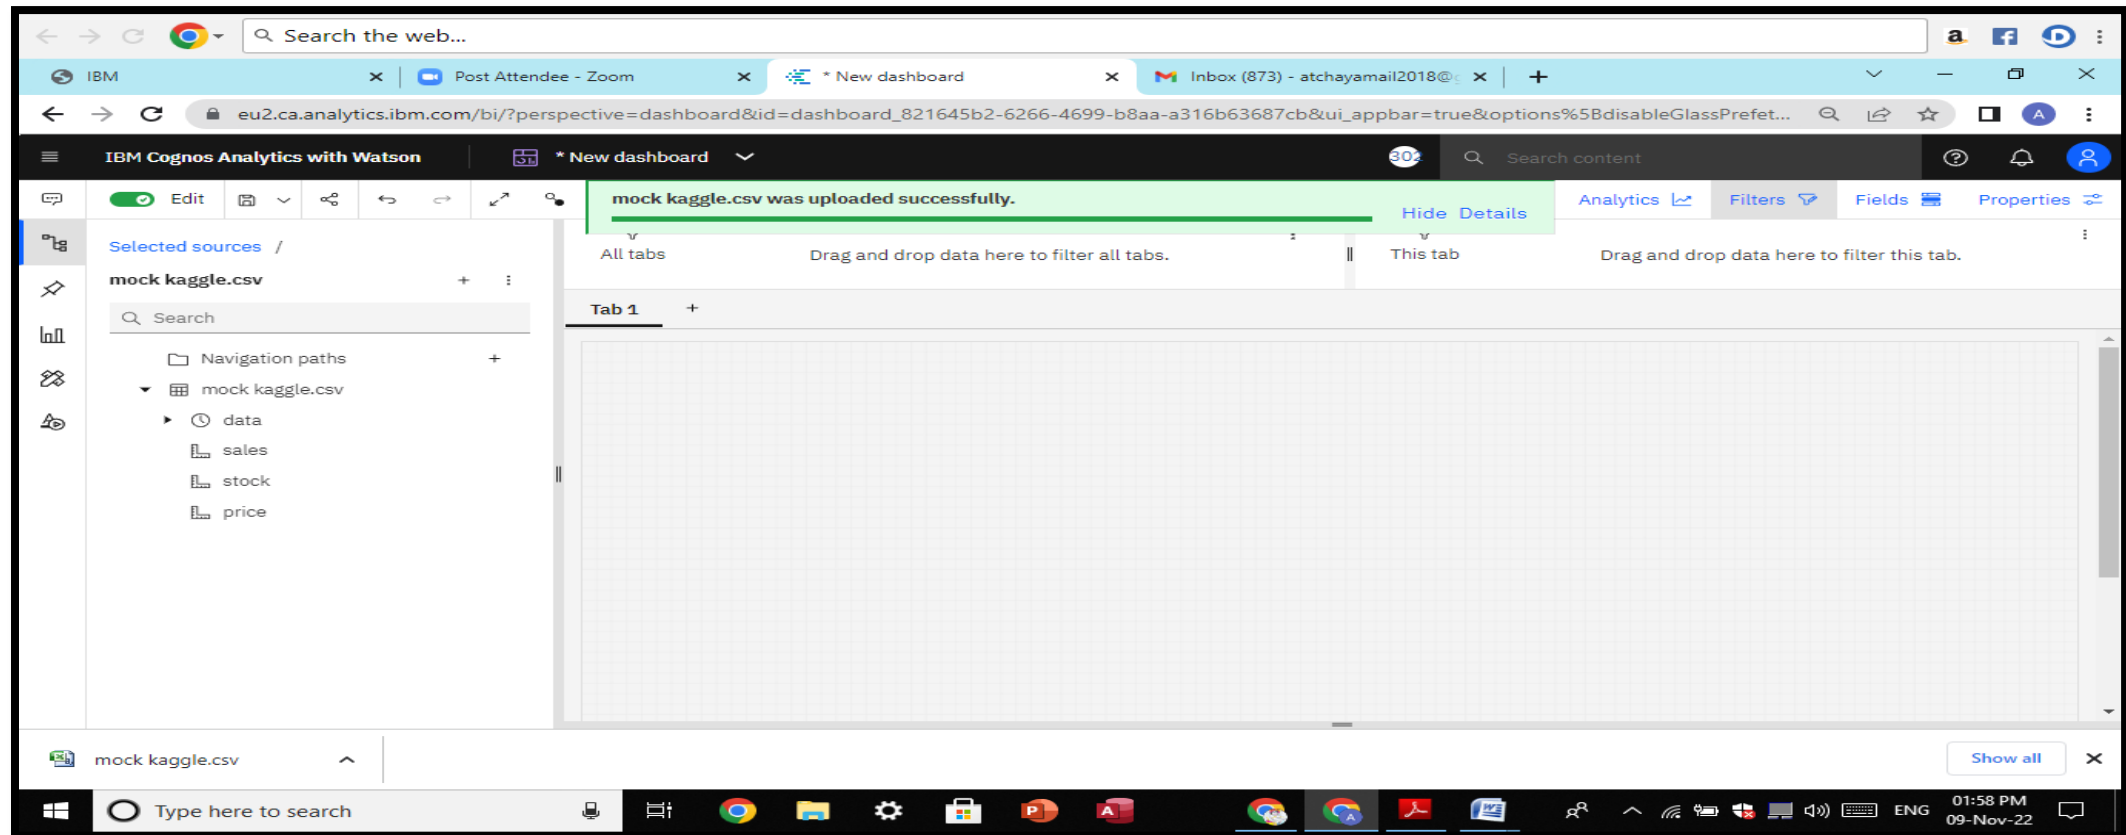 Search the web...
IBM
Post Attendee - Zoom
* New dashboard
Inbox (873) - atchayamail2018@
eu2.ca.analytics.ibm.com/bi/?perspective=dashboard&id=dashboard_821645b2-6266-4699-b8aa-a316b63687cb&ui_appbar=true&options%5BdisableGlassPrefet...
A
IBM Cognos Analytics with Watson
* New dashboard
302
Search content
Edit
mock kaggle.csv was uploaded successfully.
Hide Details
Analytics
Filters
Fields
Properties
Selected sources /
mock kaggle.csv
Search
Navigation paths
mock kaggle.csv
data
sales
stock
price
All tabs
Drag and drop data here to filter all tabs.
This tab
Drag and drop data here to filter this tab.
Tab 1
mock kaggle.csv
Show all
Type here to search
ENG
01:58 PM
09-Nov-22